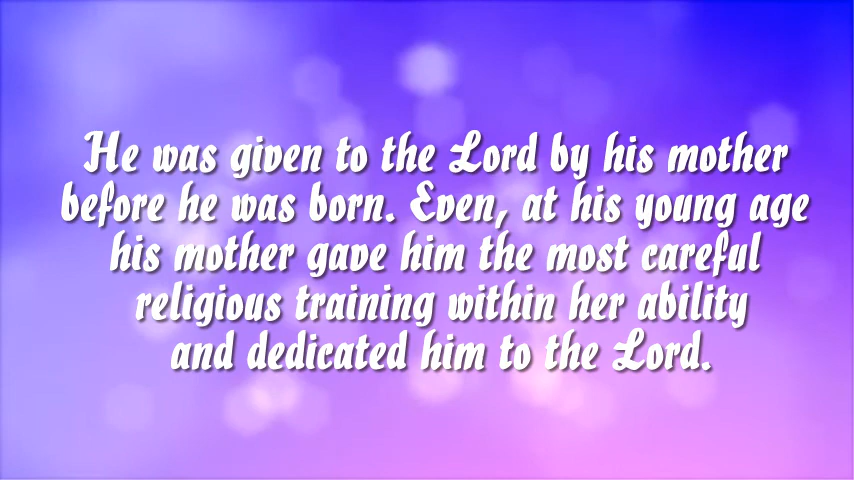 He was given to the Lord by his mother
before he was born. Even, at his young age
his mother gave him the most careful
religious training within her ability
and dedicated him to the Lord.